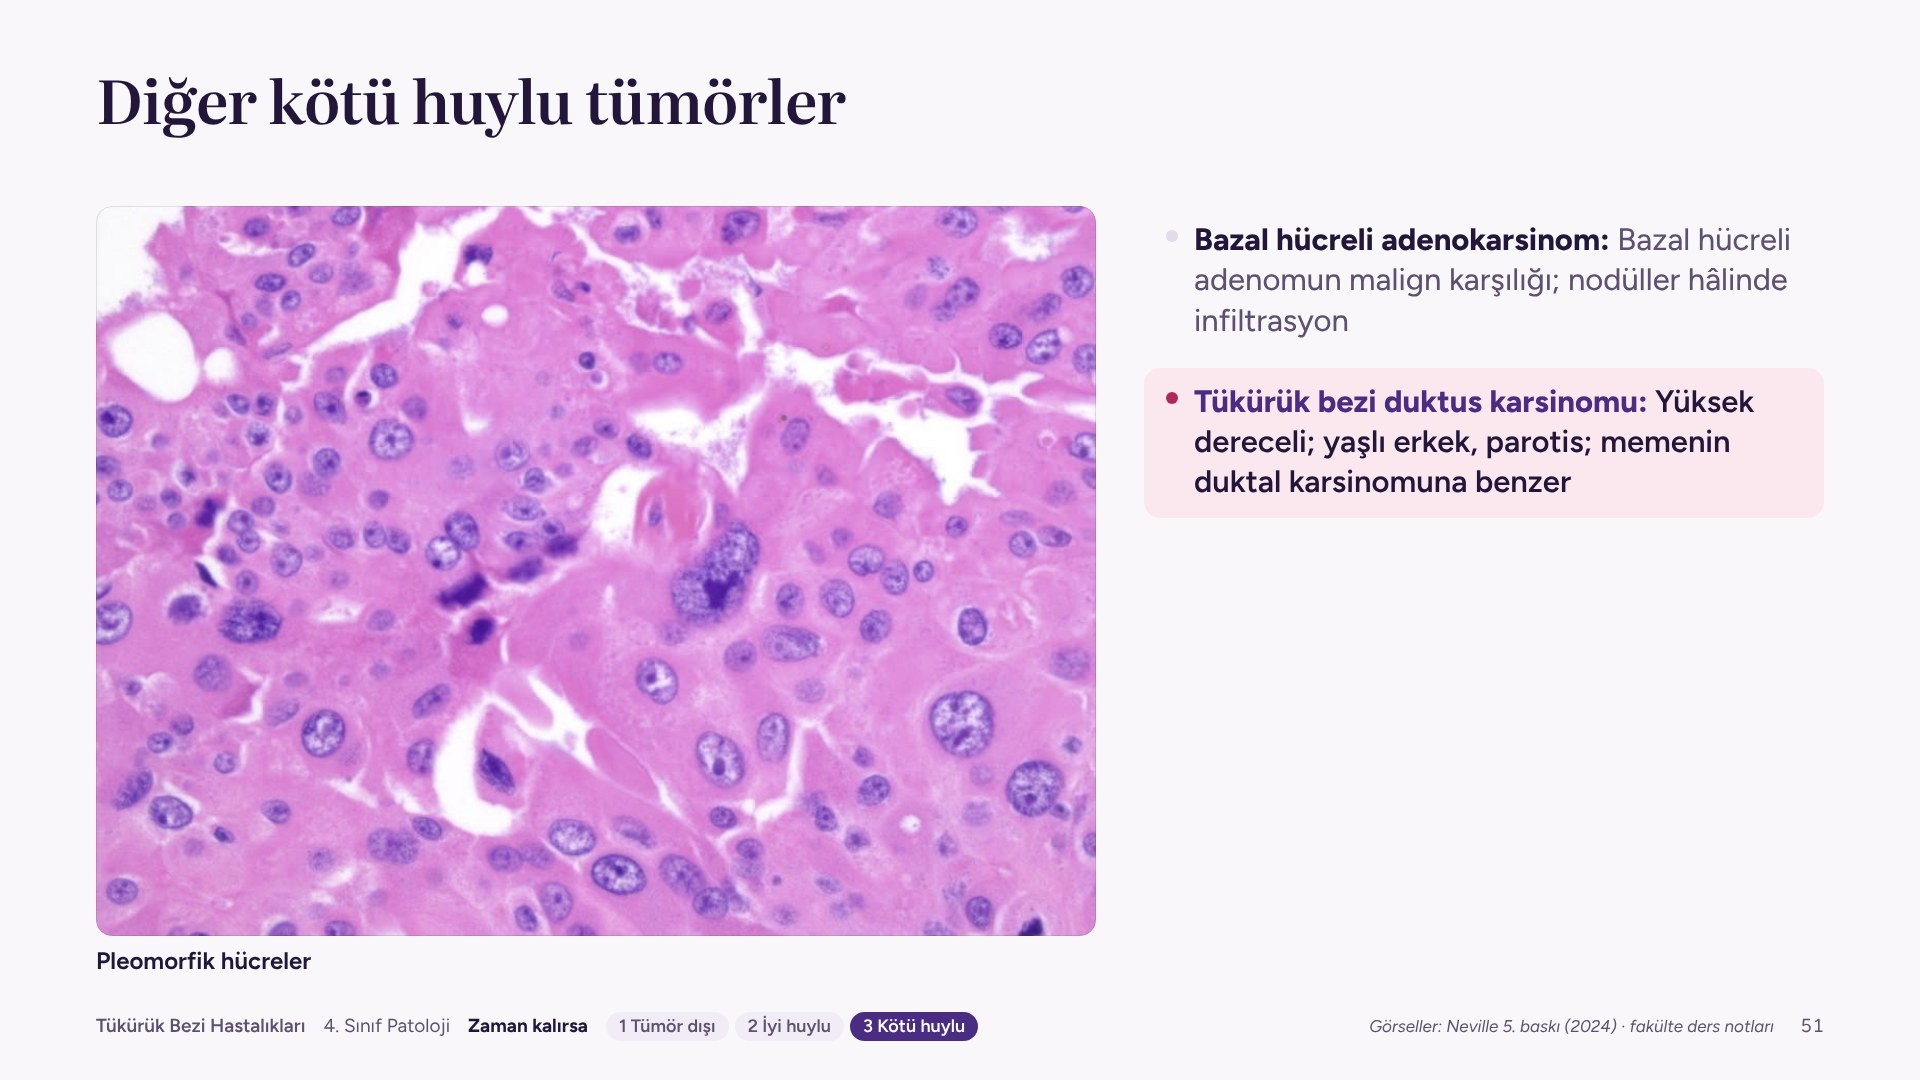 Diğer kötü huylu tümörler
Bazal hücreli adenokarsinom: Bazal hücreli
adenomun malign karşılığı; nodüller hâlinde
infiltrasyon
Tükürük bezi duktus karsinomu: Yüksek
dereceli; yaşlı erkek, parotis; memenin
duktal karsinomuna benzer
Pleomorfik hücreler
Tükürük Bezi Hastalıkları 4. Sınıf Patoloji Zaman kalırsa 1 Tümör dışı 2 İyi huylu 3 Kötü huylu Görseller: Neville 5. baskı (2024) · fakülte ders notları 51